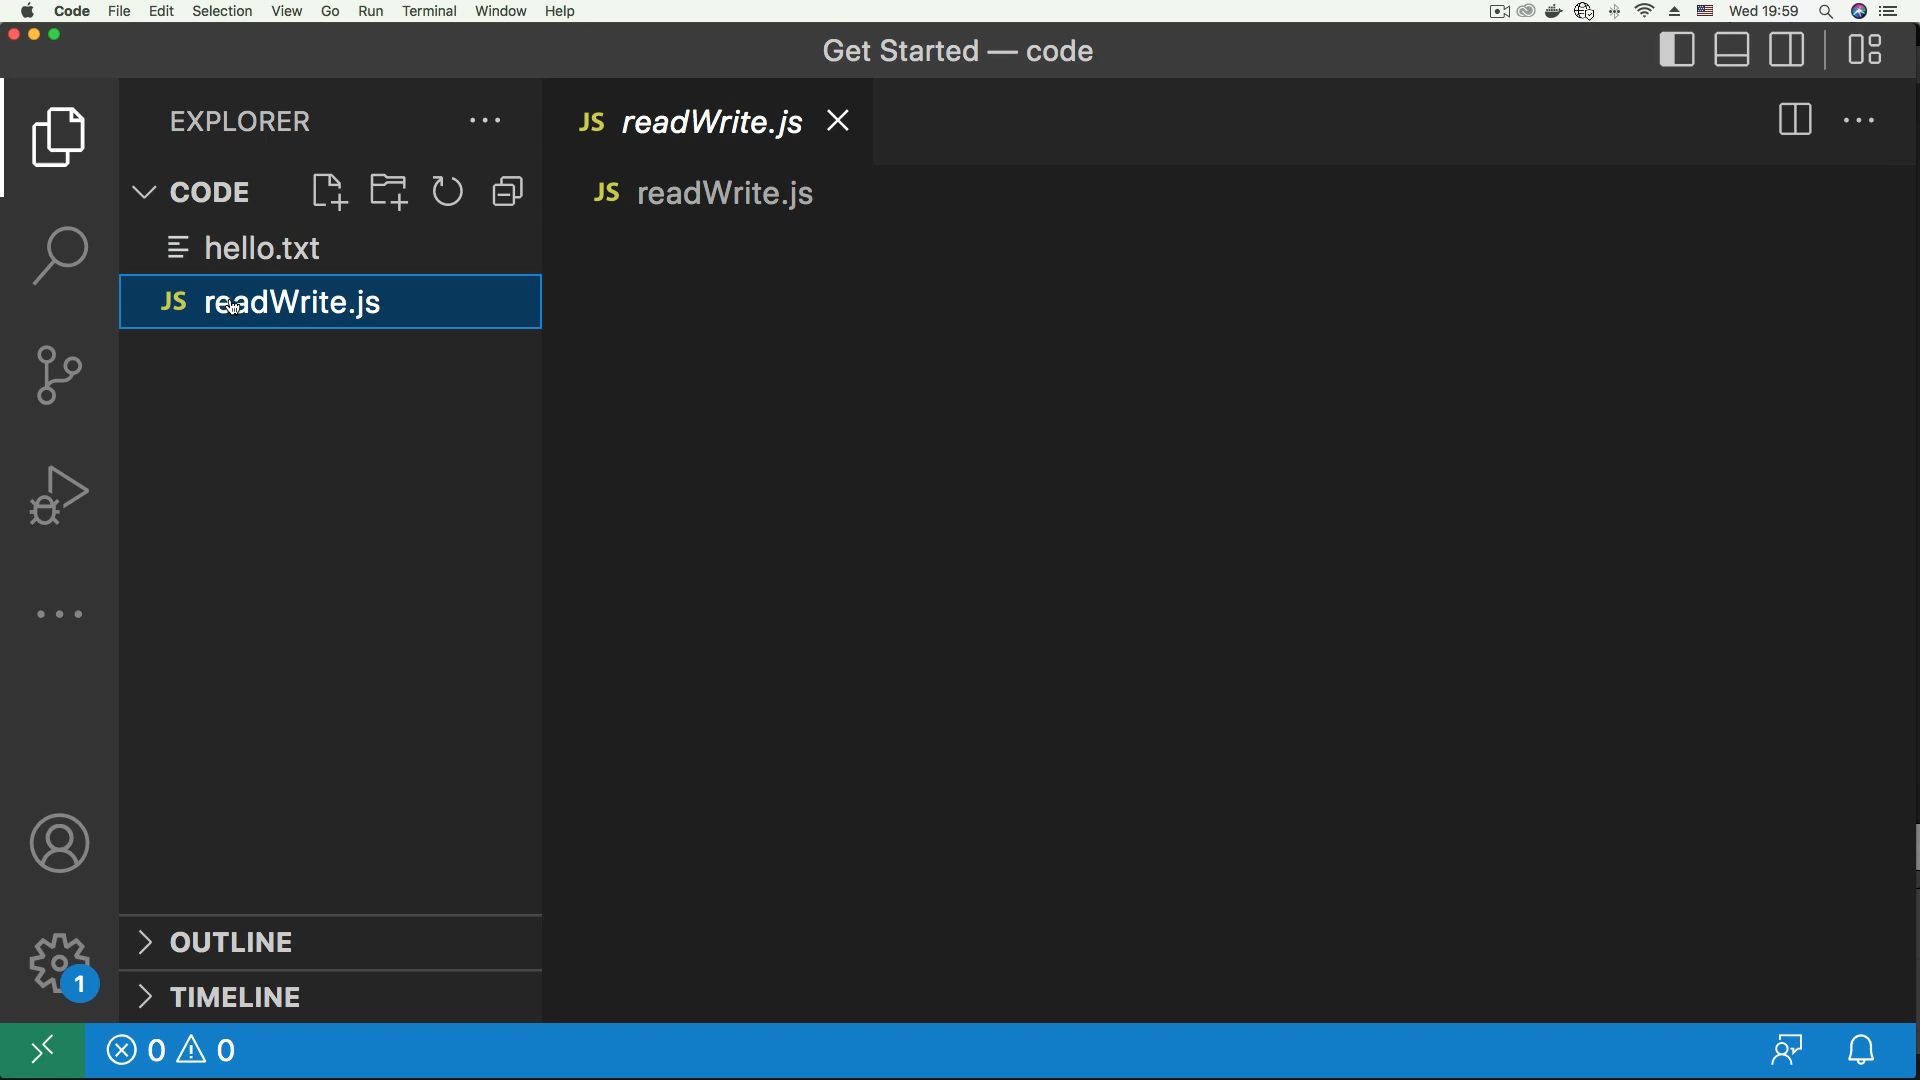 Code File Edit Selection View Go Run Terminal Window Help Wed 19:59
Get Started — code
EXPLORER
JS readWrite.js
CODE
JS readWrite.js
hello.txt
JS readWrite.js
OUTLINE
1
TIMELINE
0 0